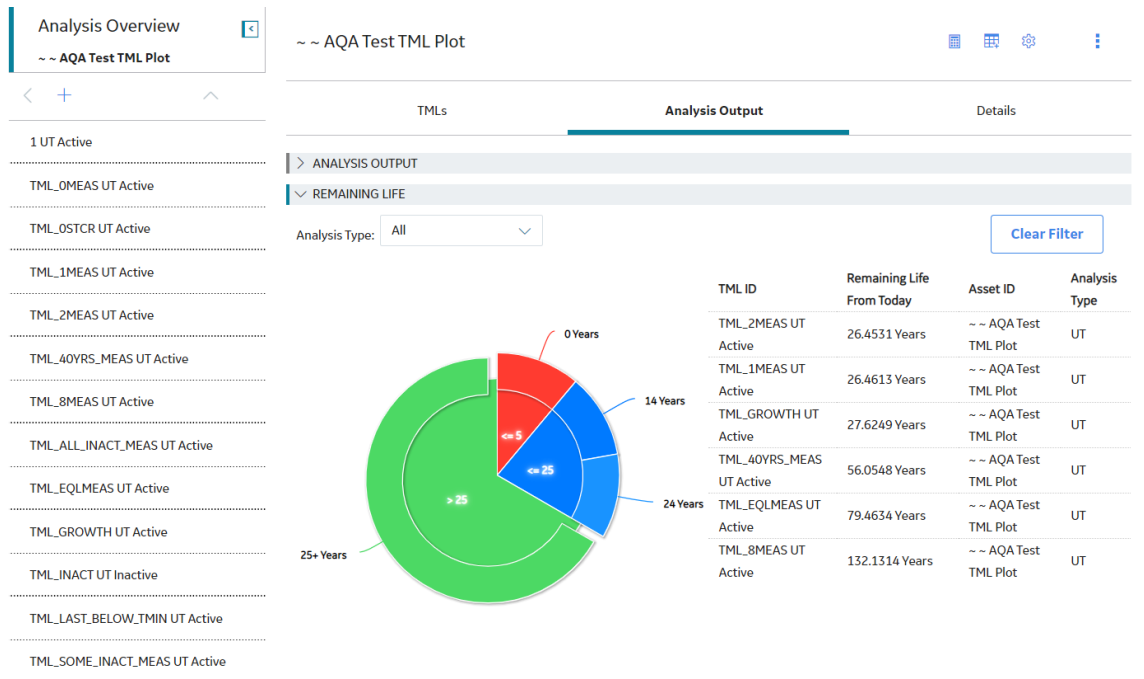 Analysis Overview
~ ~ AQA Test TML Plot
1 UT Active
TML_0MEAS UT Active
TML_0STCR UT Active
TML_1MEAS UT Active
TML_2MEAS UT Active
TML_40YRS_MEAS UT Active
TML_8MEAS UT Active
TML_ALL_INACT_MEAS UT Active
TML_EQLMEAS UT Active
TML_GROWTH UT Active
TML_INACT UT Inactive
TML_LAST_BELOW_TMIN UT Active
TML_SOME_INACT_MEAS UT Active
~ ~ AQA Test TML Plot
TMLs Analysis Output Details
ANALYSIS OUTPUT
REMAINING LIFE
Analysis Type: All
Clear Filter
0 Years
14 Years
24 Years
25+ Years
<= 5
<= 25
> 25
TML ID Remaining Life From Today Asset ID Analysis Type
TML_2MEAS UT Active 26.4531 Years ~ ~ AQA Test TML Plot UT
TML_1MEAS UT Active 26.4613 Years ~ ~ AQA Test TML Plot UT
TML_GROWTH UT Active 27.6249 Years ~ ~ AQA Test TML Plot UT
TML_40YRS_MEAS UT Active 56.0548 Years ~ ~ AQA Test TML Plot UT
TML_EQLMEAS UT Active 79.4634 Years ~ ~ AQA Test TML Plot UT
TML_8MEAS UT Active 132.1314 Years ~ ~ AQA Test TML Plot UT